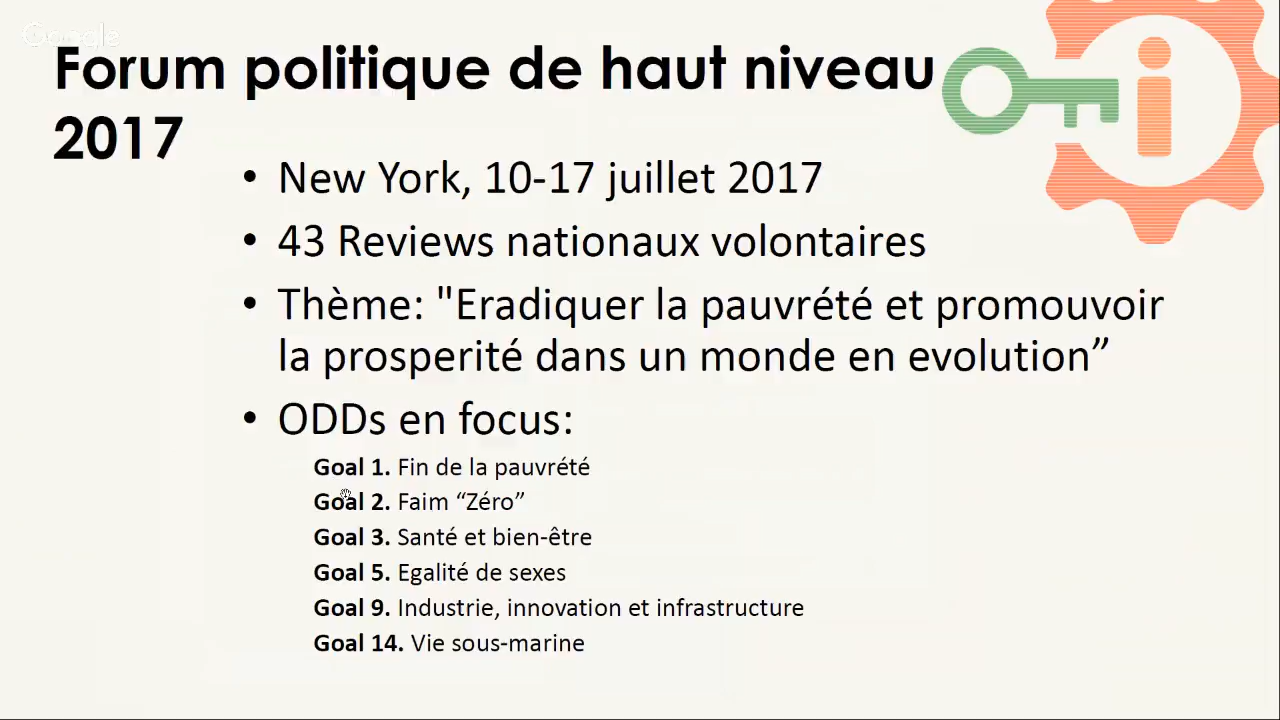 Google
Forum politique de haut niveau
2017
• New York, 10-17 juillet 2017
• 43 Reviews nationaux volontaires
• Thème: "Eradiquer la pauvrété et promouvoir
la prosperité dans un monde en evolution”
• ODDs en focus:
Goal 1. Fin de la pauvrété
Goal 2. Faim “Zéro”
Goal 3. Santé et bien-être
Goal 5. Egalité de sexes
Goal 9. Industrie, innovation et infrastructure
Goal 14. Vie sous-marine